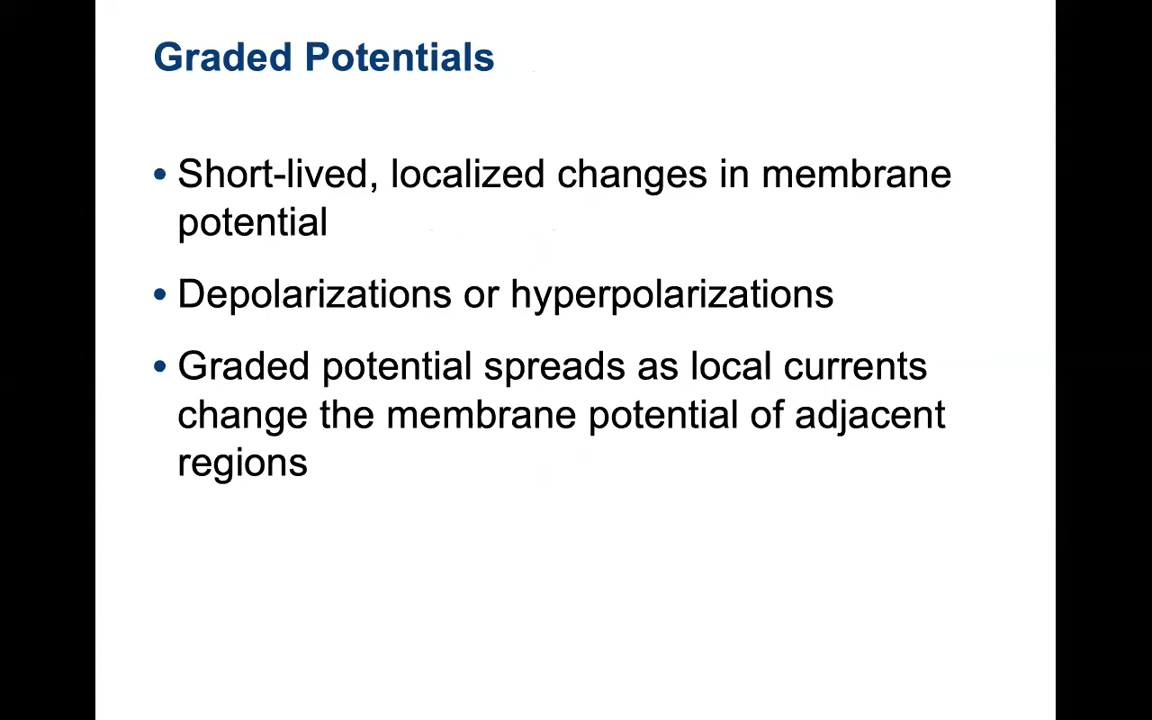 Graded Potentials
• Short-lived, localized changes in membrane
potential
• Depolarizations or hyperpolarizations
• Graded potential spreads as local currents
change the membrane potential of adjacent
regions